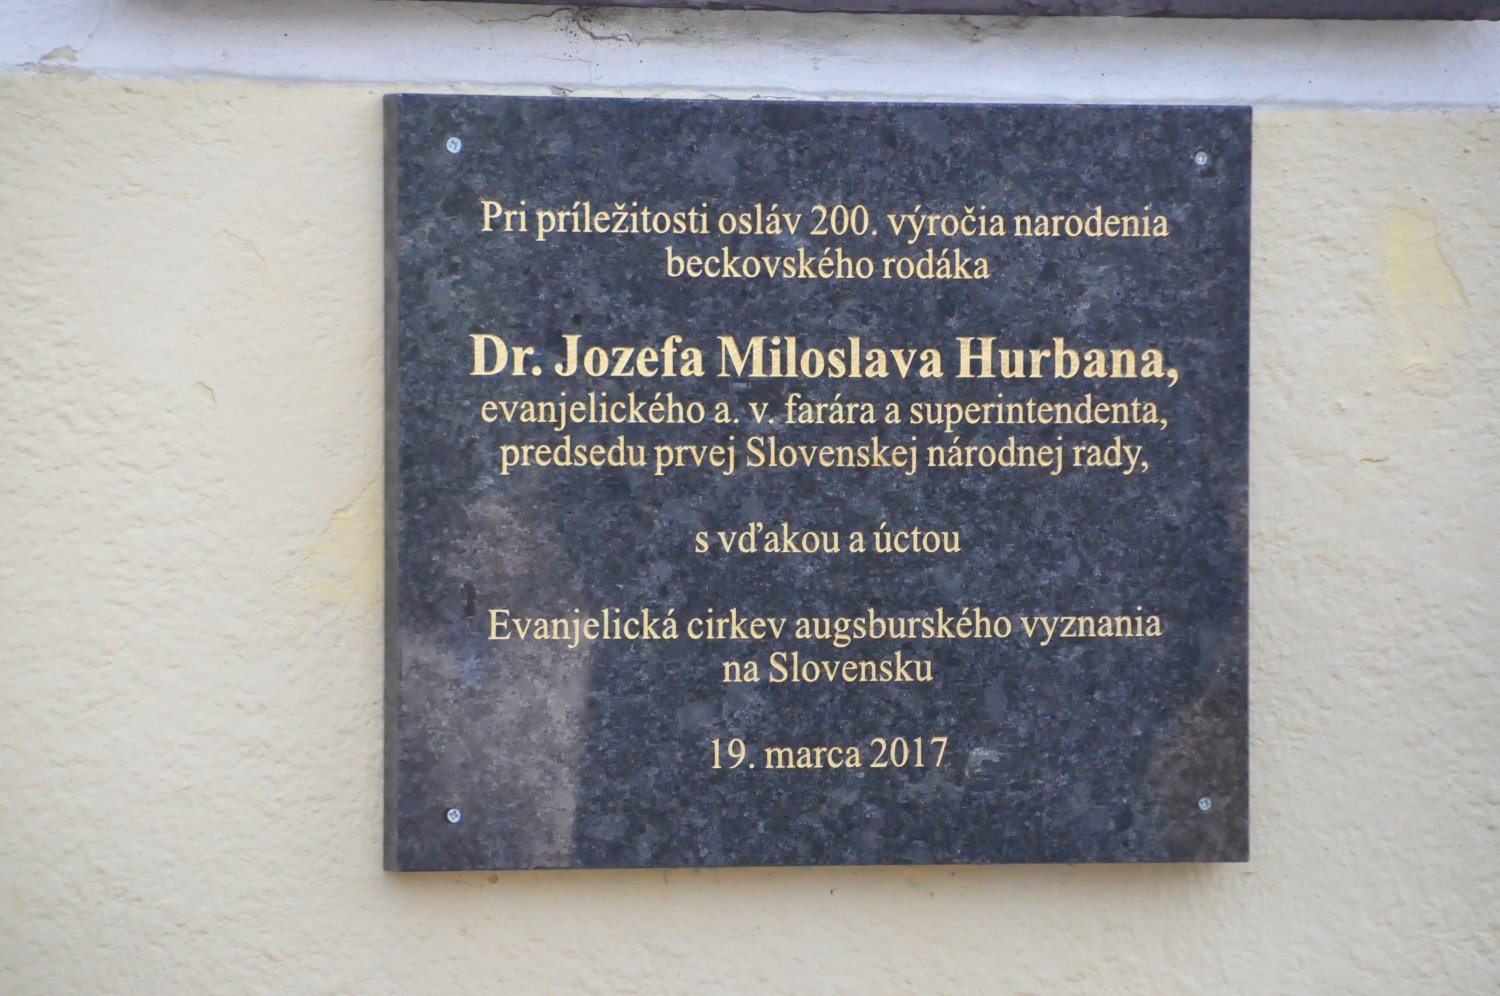 Pri príležitosti osláv 200. výročia narodenia
beckovského rodáka
Dr. Jozefa Miloslava Hurbana,
evanjelického a. v. farára a superintendenta,
predsedu prvej Slovenskej národnej rady,
s vďakou a úctou
Evanjelická cirkev augsburského vyznania
na Slovensku
19. marca 2017